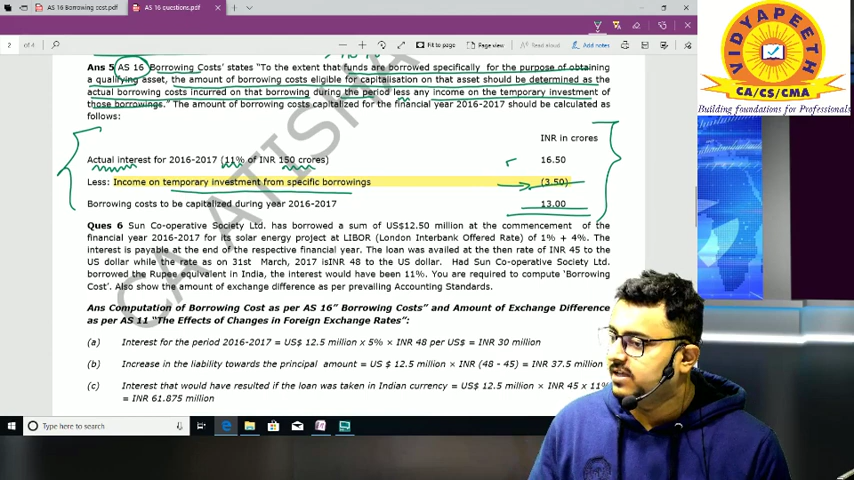 AS 16 Borrowing cost.pdf
AS 16 questions.pdf
2 of 4
Fit to page
Page view
Read aloud
Add notes
Ans 5 AS 16 Borrowing Costs' states "To the extent that funds are borrowed specifically for the purpose of obtaining
a qualifying asset, the amount of borrowing costs eligible for capitalisation on that asset should be determined as the
actual borrowing costs incurred on that borrowing during the period less any income on the temporary investment of
those borrowings." The amount of borrowing costs capitalized for the financial year 2016-2017 should be calculated as
follows:
INR in crores
Actual interest for 2016-2017 (11% of INR 150 crores) 16.50
Less: Income on temporary investment from specific borrowings (3.50)
Borrowing costs to be capitalized during year 2016-2017 13.00
Ques 6 Sun Co-operative Society Ltd. has borrowed a sum of US$12.50 million at the commencement of the
financial year 2016-2017 for its solar energy project at LIBOR (London Interbank Offered Rate) of 1% + 4%. The
interest is payable at the end of the respective financial year. The loan was availed at the then rate of INR 45 to the
US dollar while the rate as on 31st March, 2017 isINR 48 to the US dollar. Had Sun Co-operative Society Ltd.
borrowed the Rupee equivalent in India, the interest would have been 11%. You are required to compute 'Borrowing
Cost'. Also show the amount of exchange difference as per prevailing Accounting Standards.
Ans Computation of Borrowing Cost as per AS 16" Borrowing Costs" and Amount of Exchange Difference
as per AS 11 "The Effects of Changes in Foreign Exchange Rates":
(a) Interest for the period 2016-2017 = US$ 12.5 million x 5% × INR 48 per US$ = INR 30 million
(b) Increase in the liability towards the principal amount = US $ 12.5 million × INR (48 - 45) = INR 37.5 million
(c) Interest that would have resulted if the loan was taken in Indian currency = US$ 12.5 million × INR 45 x 11%
= INR 61.875 million
CA ATISMA
Type here to search
VIDYAPEETH
CA/CS/CMA
Building foundations for Professionals